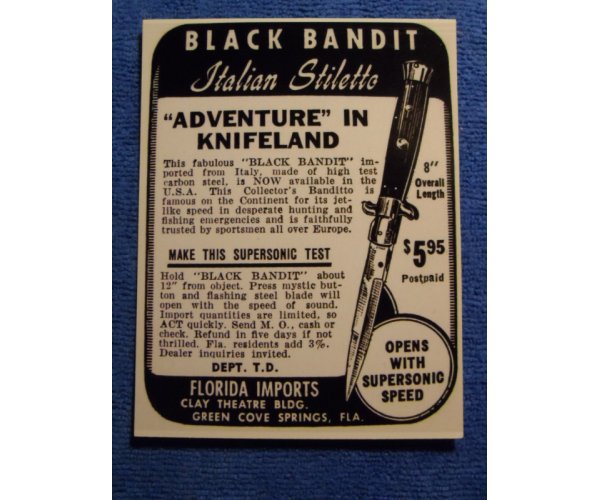 BLACK BANDIT
Italian Stiletto
"ADVENTURE" IN
KNIFELAND
This fabulous "BLACK BANDIT" im-
ported from Italy, made of high test
carbon steel, is NOW available in the
U.S.A. This Collector's Banditto is
famous on the Continent for its jet-
like speed in desperate hunting and
fishing emergencies and is faithfully
trusted by sportsmen all over Europe.
MAKE THIS SUPERSONIC TEST
Hold "BLACK BANDIT" about
12" from object. Press mystic but-
ton and flashing steel blade will
open with the speed of sound.
Import quantities are limited, so
ACT quickly. Send M. O., cash or
check. Refund in five days if not
thrilled. Fla. residents add 3%.
Dealer inquiries invited.
DEPT. T.D.
FLORIDA IMPORTS
CLAY THEATRE BLDG.
GREEN COVE SPRINGS, FLA.
8"
Overall
Length
$5.95
Postpaid
OPENS
WITH
SUPERSONIC
SPEED